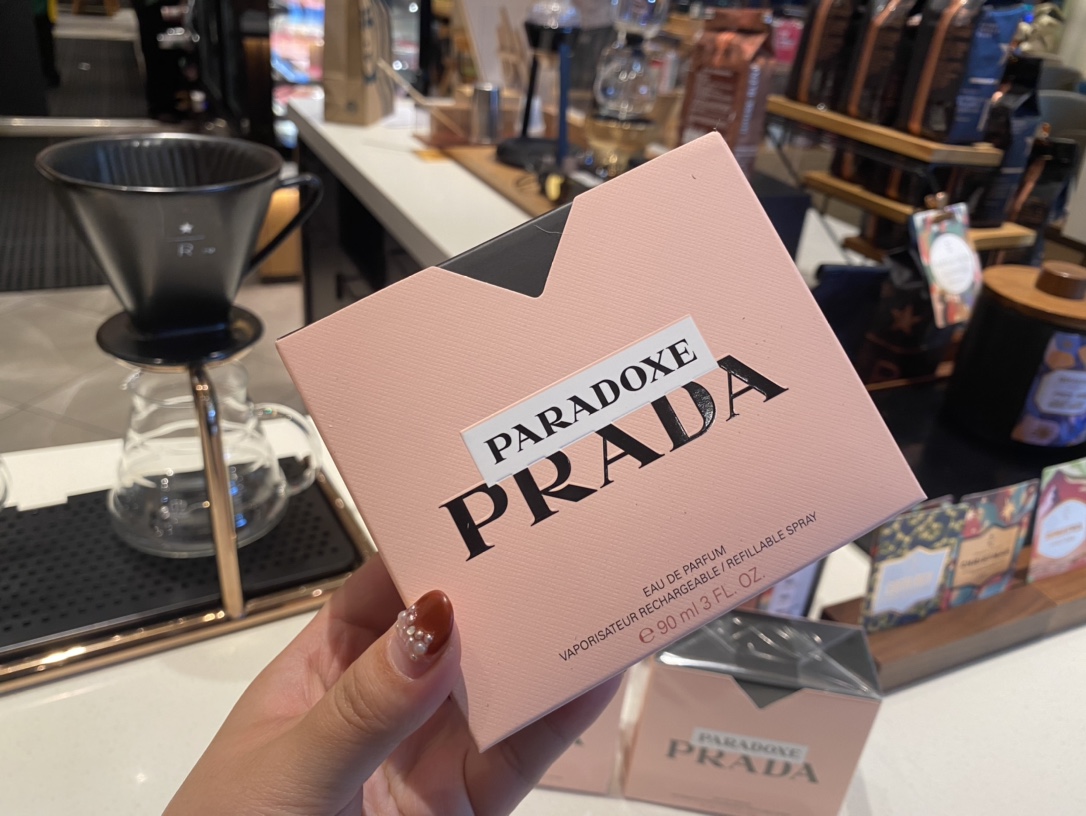 R
PARADOXE
PRADA
EAU DE PARFUM
VAPORISATEUR RECHARGEABLE / REFILLABLE SPRAY
e 90 ml 3 FL. OZ.
PARADOXE
PRADA